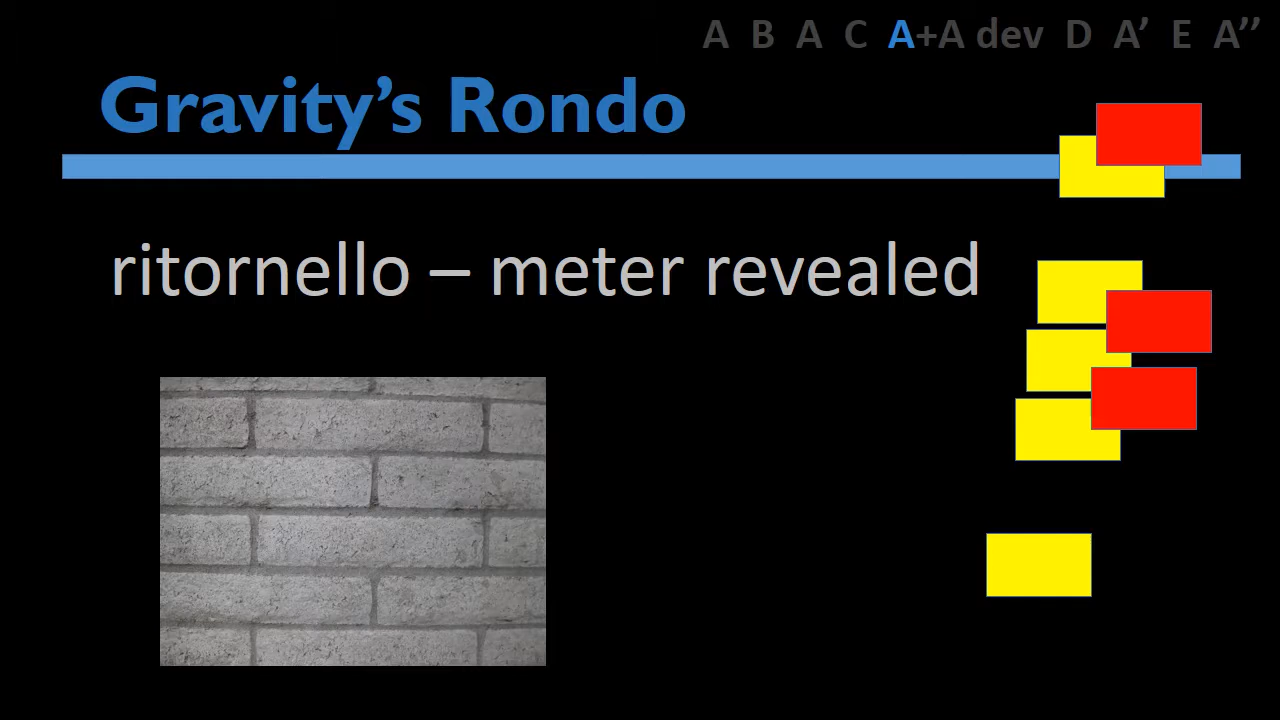 A B A C A+A dev D A’ E A’’
Gravity’s Rondo
ritornello – meter revealed